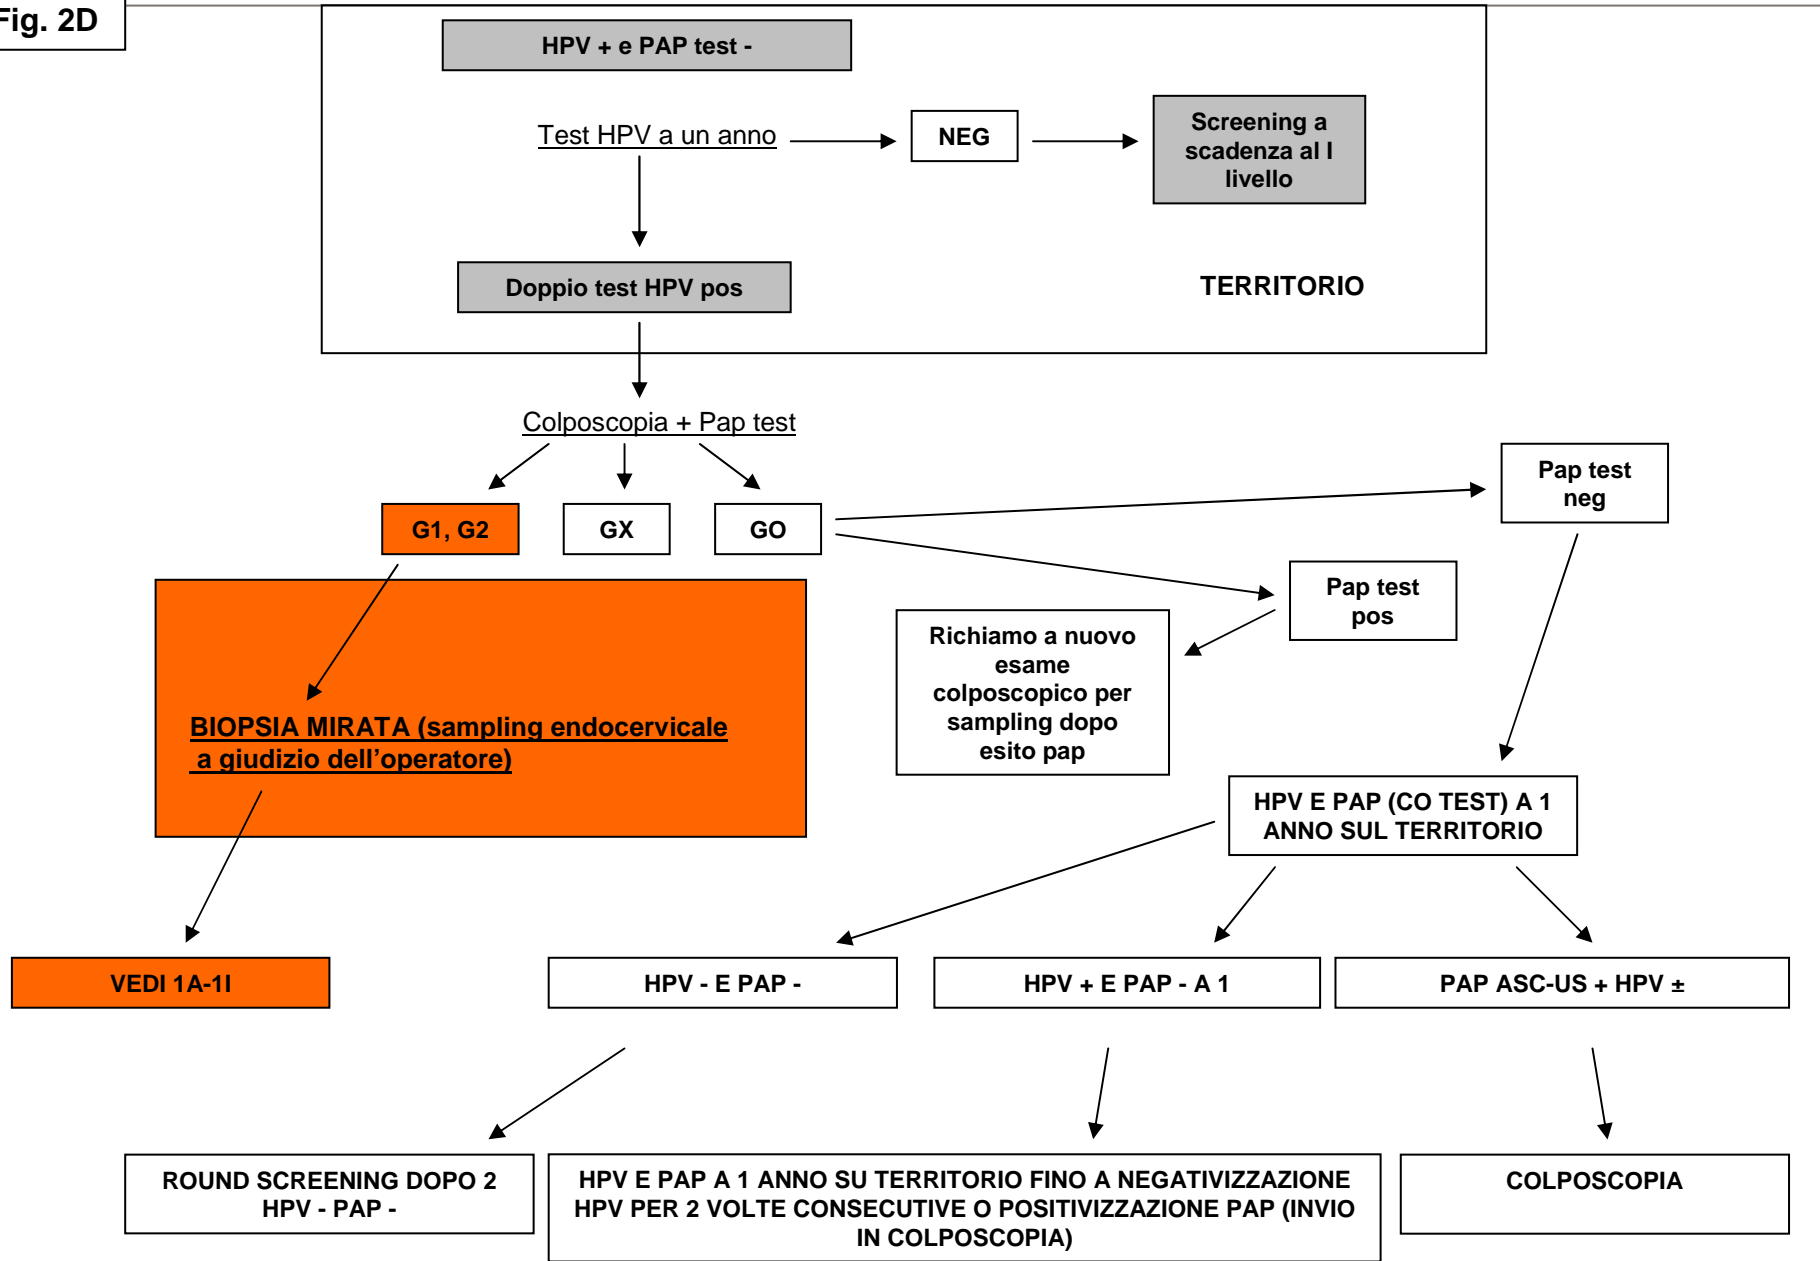 Fig. 2D
HPV + e PAP test -
Test HPV a un anno
NEG
Screening a
scadenza al I
livello
Doppio test HPV pos
TERRITORIO
Colposcopia + Pap test
G1, G2
GX
GO
Pap test
neg
Pap test
pos
Richiamo a nuovo
esame
colposcopico per
sampling dopo
esito pap
BIOPSIA MIRATA (sampling endocervicale
a giudizio dell'operatore)
HPV E PAP (CO TEST) A 1
ANNO SUL TERRITORIO
VEDI 1A-1I
HPV - E PAP -
HPV + E PAP - A 1
PAP ASC-US + HPV ±
ROUND SCREENING DOPO 2
HPV - PAP -
HPV E PAP A 1 ANNO SU TERRITORIO FINO A NEGATIVIZZAZIONE
HPV PER 2 VOLTE CONSECUTIVE O POSITIVIZZAZIONE PAP (INVIO
IN COLPOSCOPIA)
COLPOSCOPIA